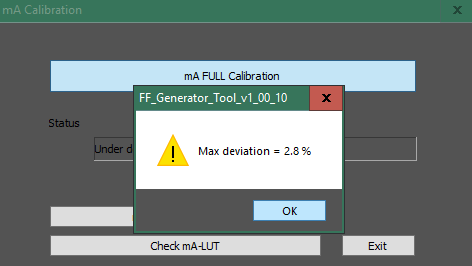 mA Calibration
mA FULL Calibration
FF_Generator_Tool_v1_00_10
Status
Max deviation = 2.8 %
Under
OK
Check mA-LUT
Exit